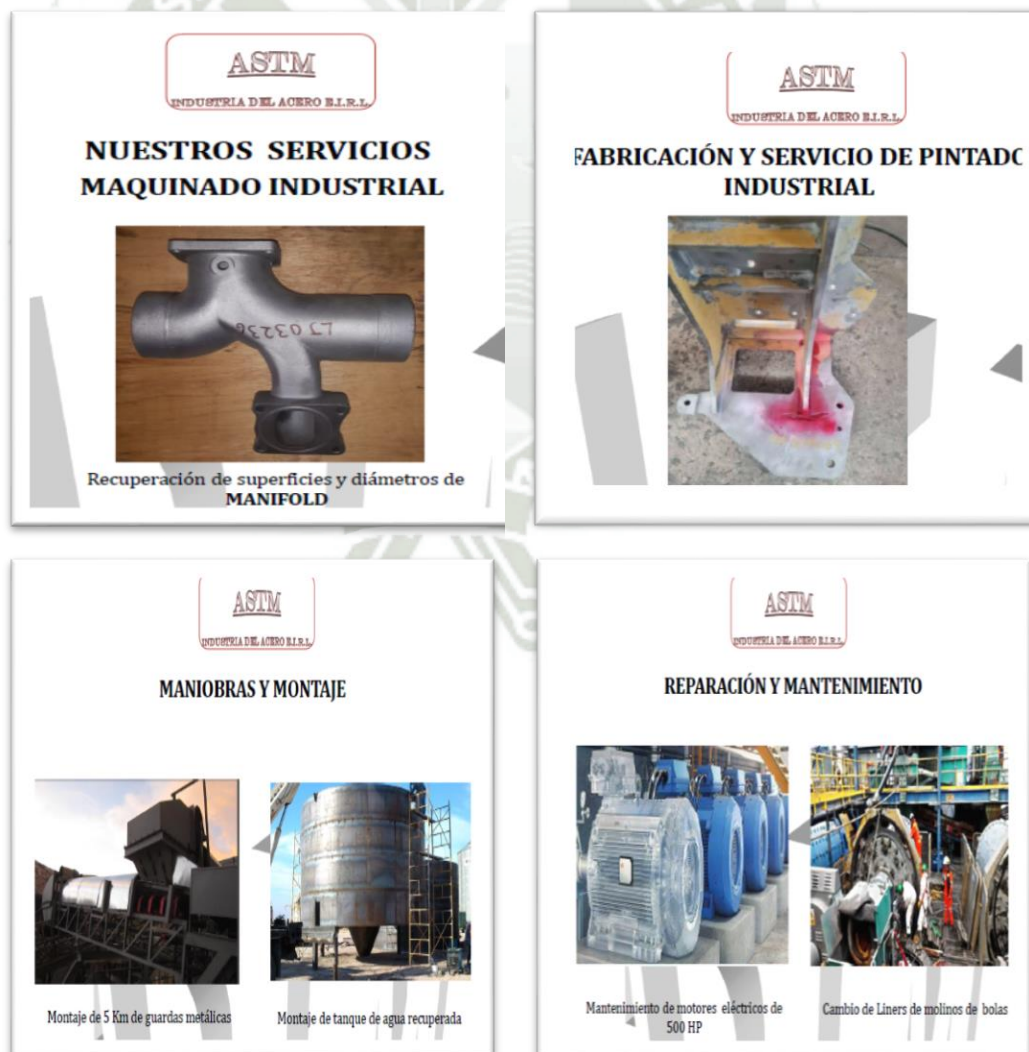 ASTM
INDUSTRIA DEL ACERO E.I.R.L.
NUESTROS SERVICIOS
MAQUINADO INDUSTRIAL
LJ 03236
Recuperación de superficies y diámetros de
MANIFOLD
ASTM
INDUSTRIA DEL ACERO E.I.R.L.
FABRICACIÓN Y SERVICIO DE PINTADO
INDUSTRIAL
ASTM
INDUSTRIA DEL ACERO E.I.R.L.
MANIOBRAS Y MONTAJE
Montaje de 5 Km de guardas metálicas
Montaje de tanque de agua recuperada
ASTM
INDUSTRIA DEL ACERO E.I.R.L.
REPARACIÓN Y MANTENIMIENTO
Mantenimiento de motores eléctricos de
500 HP
Cambio de Liners de molinos de bolas